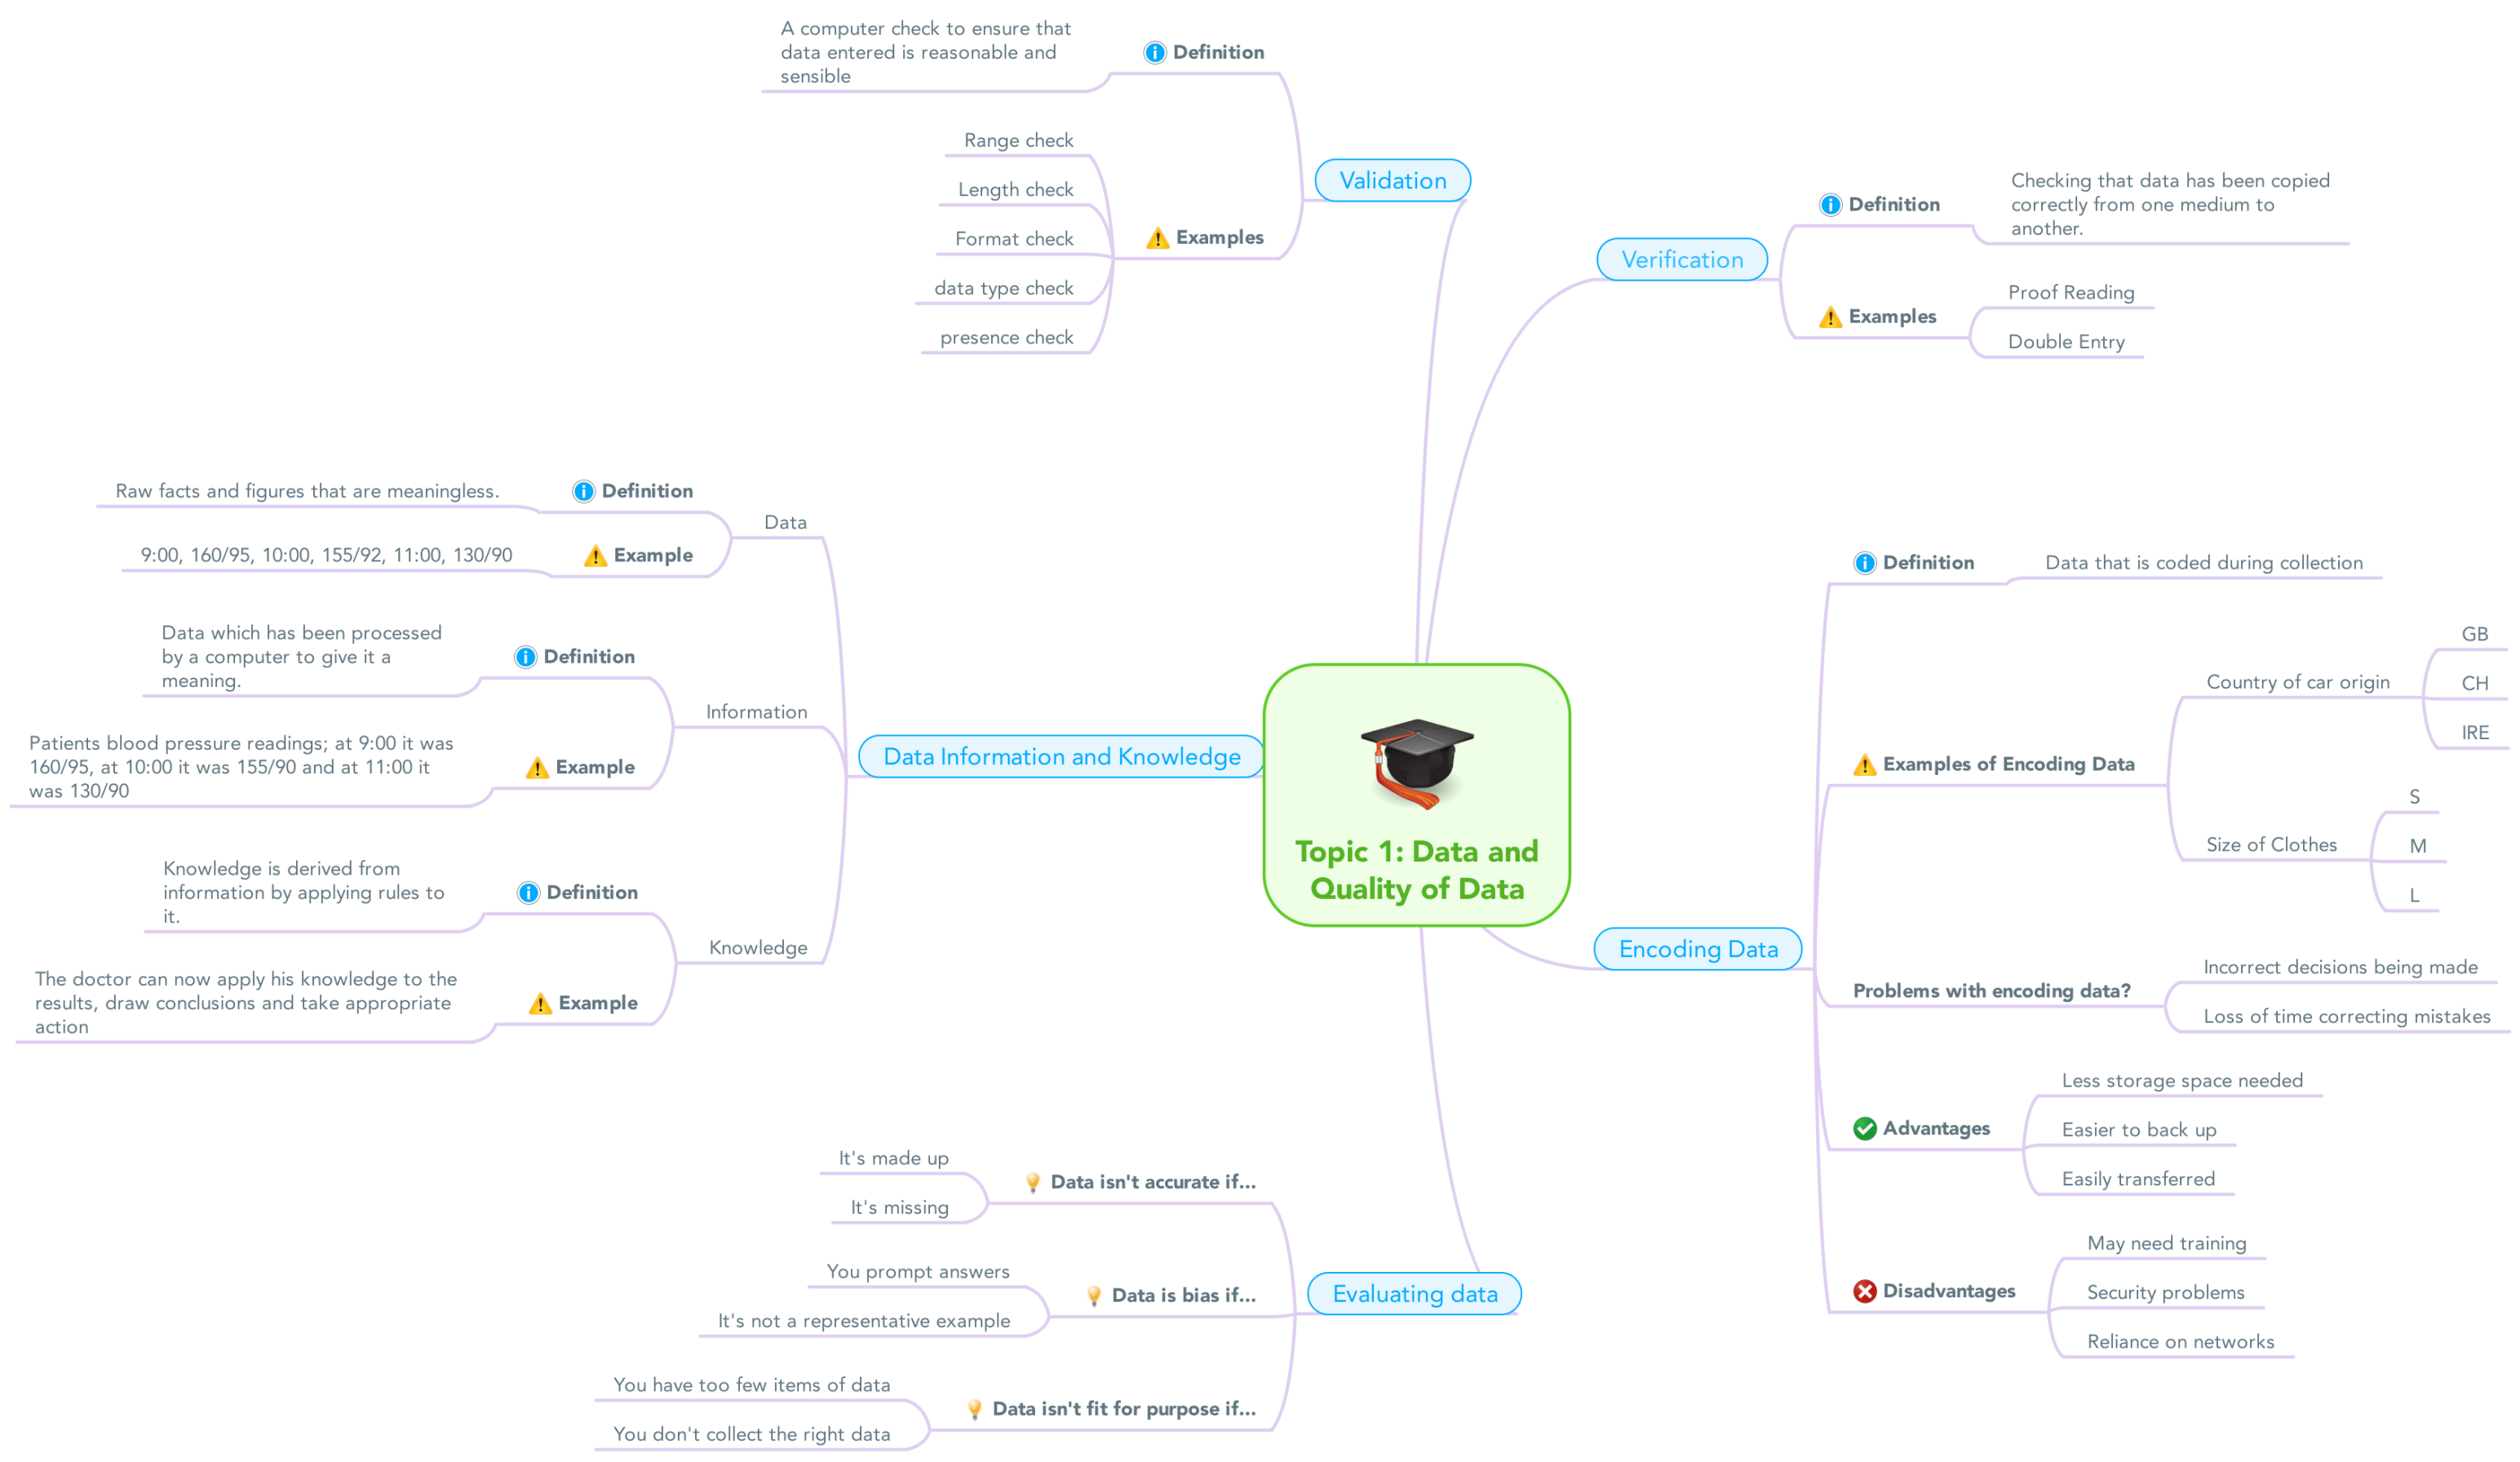 Topic 1: Data and
Quality of Data
Validation
Definition
A computer check to ensure that
data entered is reasonable and
sensible
Examples
Range check
Length check
Format check
data type check
presence check
Verification
Definition
Checking that data has been copied
correctly from one medium to
another.
Examples
Proof Reading
Double Entry
Data Information and Knowledge
Data
Definition
Raw facts and figures that are meaningless.
Example
9:00, 160/95, 10:00, 155/92, 11:00, 130/90
Information
Definition
Data which has been processed
by a computer to give it a
meaning.
Example
Patients blood pressure readings; at 9:00 it was
160/95, at 10:00 it was 155/90 and at 11:00 it
was 130/90
Knowledge
Definition
Knowledge is derived from
information by applying rules to
it.
Example
The doctor can now apply his knowledge to the
results, draw conclusions and take appropriate
action
Encoding Data
Definition
Data that is coded during collection
Examples of Encoding Data
Country of car origin
GB
CH
IRE
Size of Clothes
S
M
L
Problems with encoding data?
Incorrect decisions being made
Loss of time correcting mistakes
Advantages
Less storage space needed
Easier to back up
Easily transferred
Disadvantages
May need training
Security problems
Reliance on networks
Evaluating data
Data isn't accurate if...
It's made up
It's missing
Data is bias if...
You prompt answers
It's not a representative example
Data isn't fit for purpose if...
You have too few items of data
You don't collect the right data